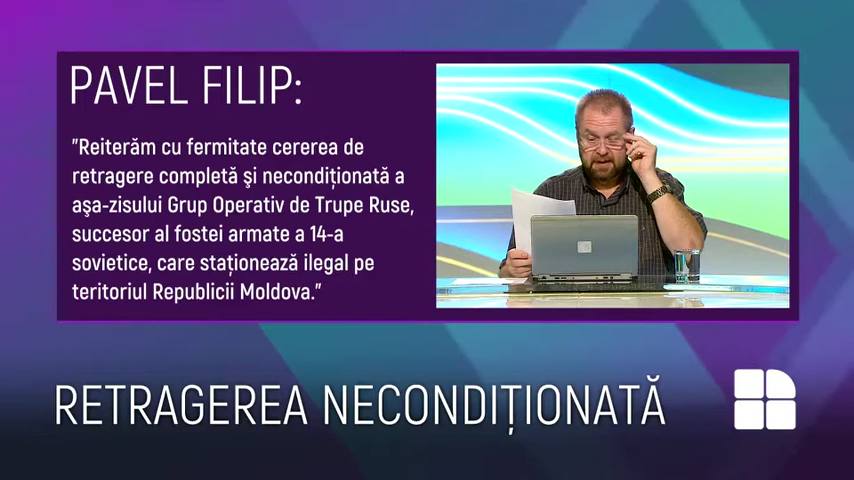 PAVEL FILIP:
"Reiterăm cu fermitate cererea de
retragere completă şi necondiționată a
aşa-zisului Grup Operativ de Trupe Ruse,
succesor al fostei armate a 14-a
sovietice, care staționează ilegal pe
teritoriul Republicii Moldova."
RETRAGEREA NECONDIȚIONATĂ